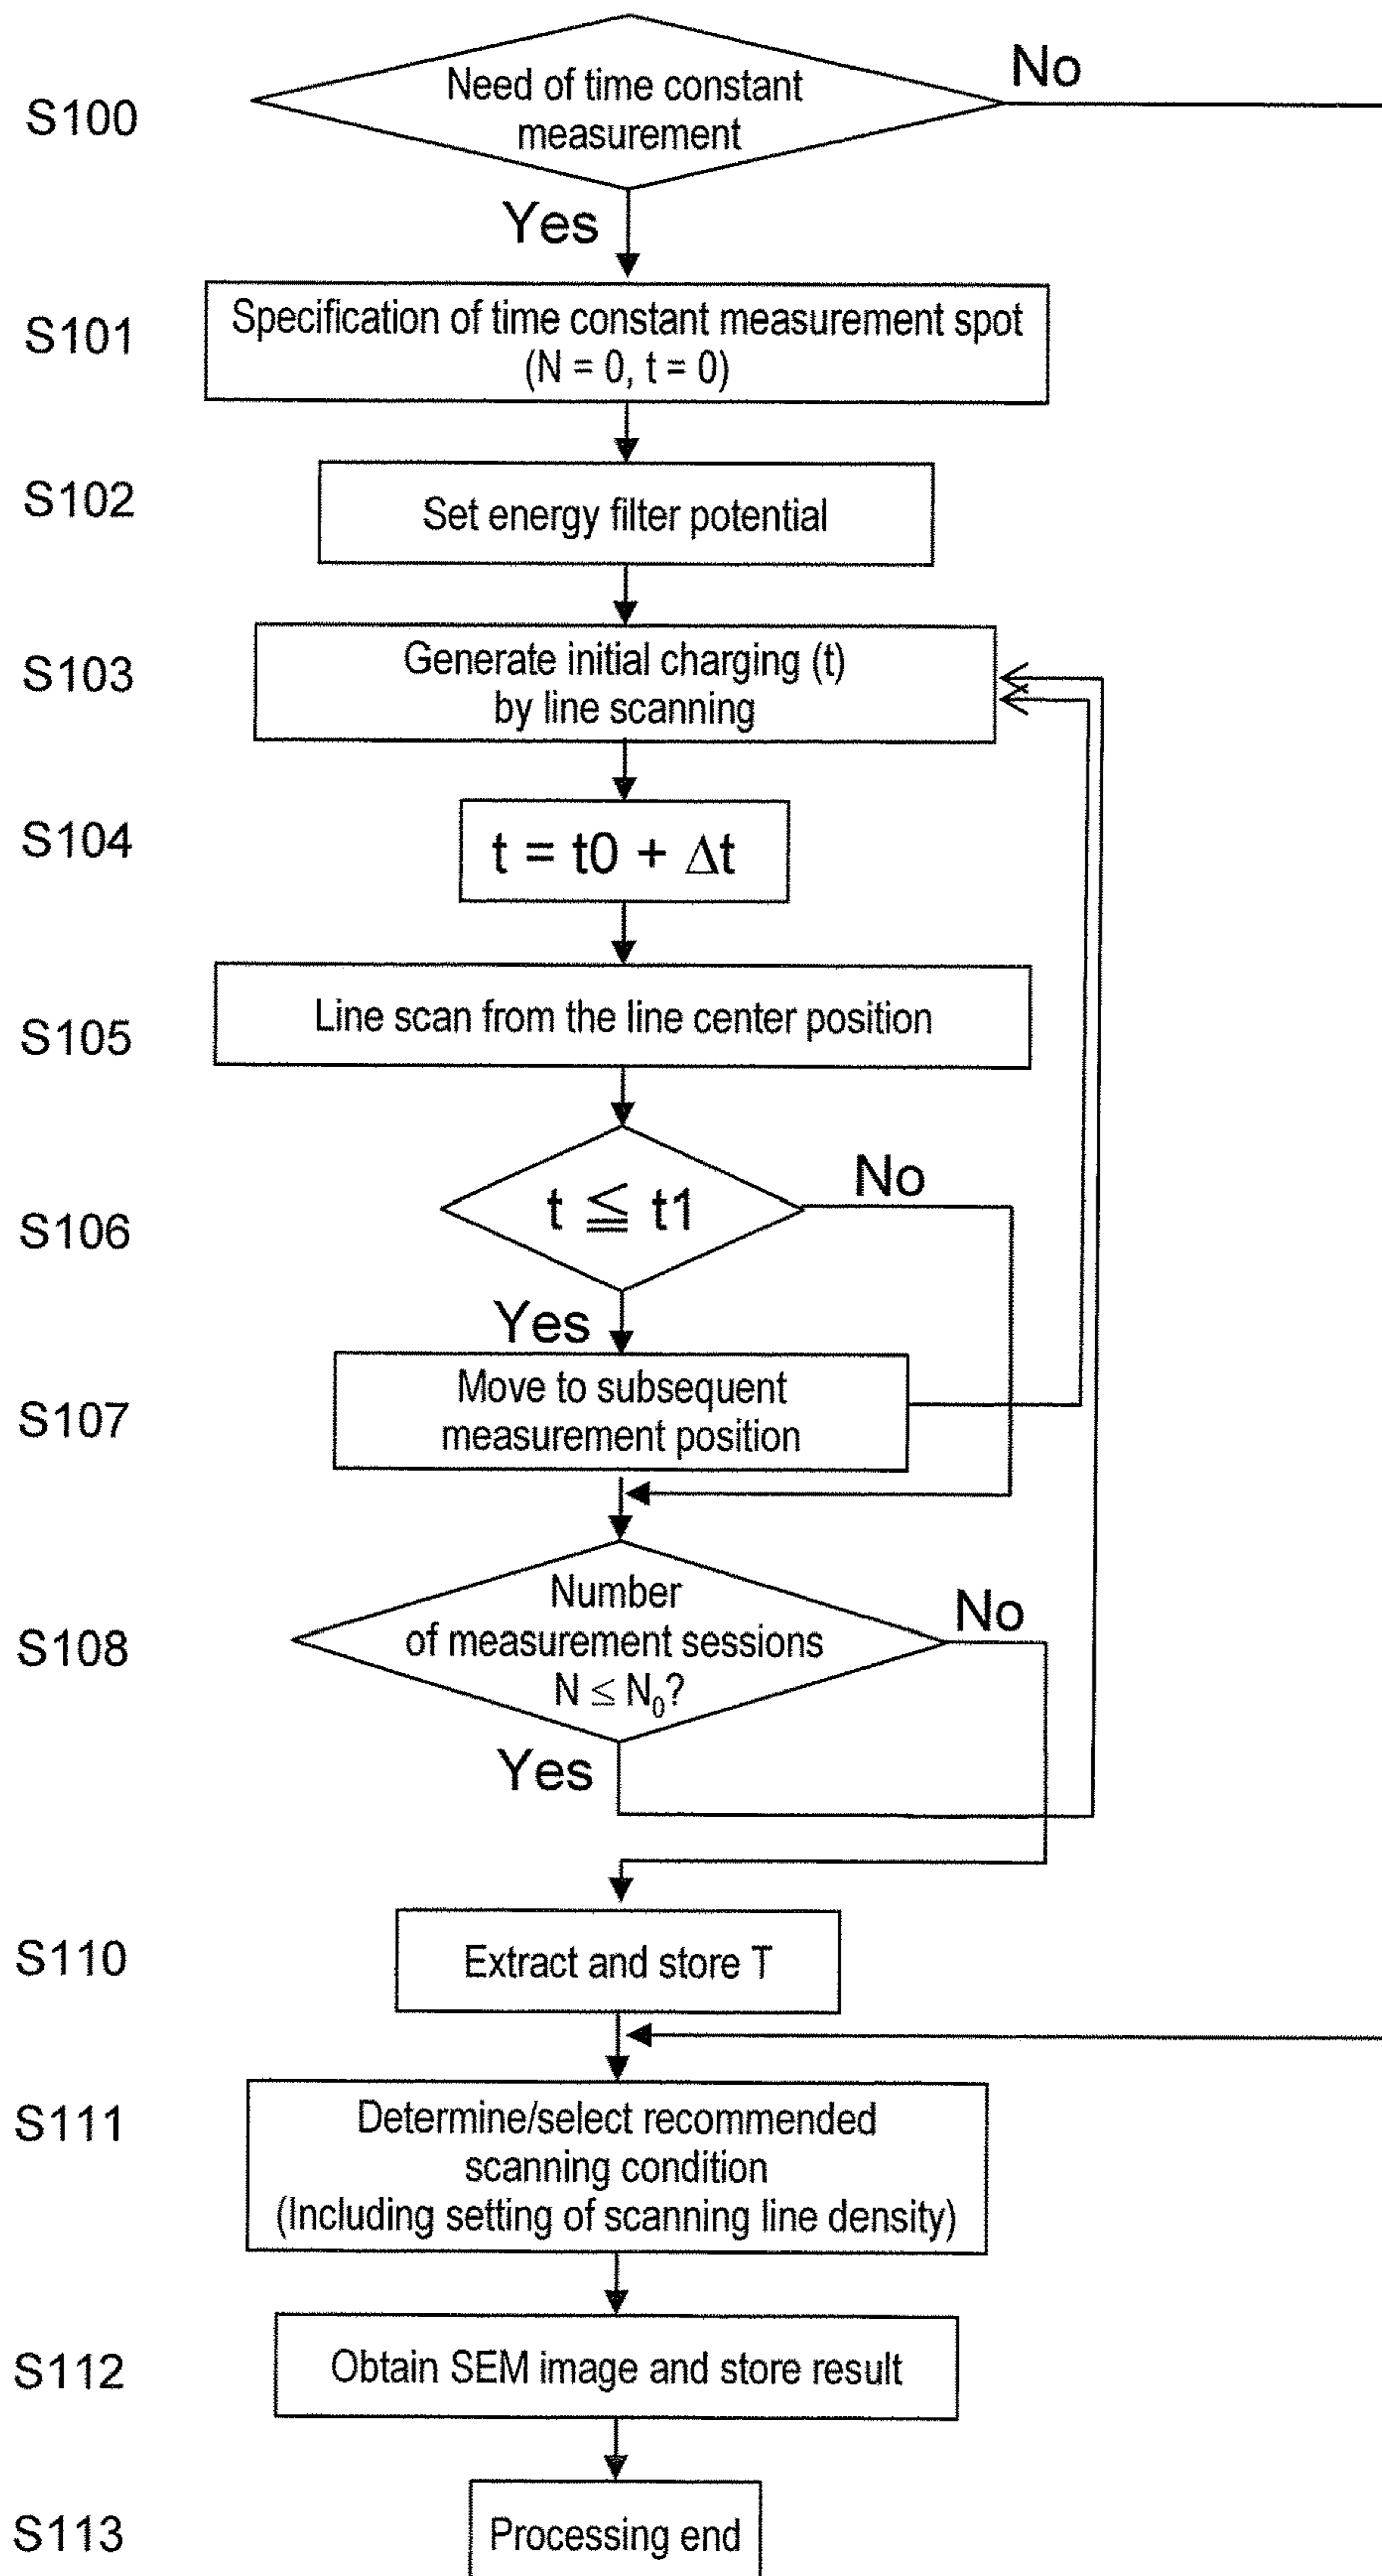 S100
Need of time constant
measurement
No
Yes
S101
Specification of time constant measurement spot
(N = 0, t = 0)
S102
Set energy filter potential
S103
Generate initial charging (t)
by line scanning
S104
t = t0 + Δt
S105
Line scan from the line center position
S106
t ≦ t1
No
Yes
S107
Move to subsequent
measurement position
S108
Number
of measurement sessions
N ≤ N₀?
No
Yes
S110
Extract and store T
S111
Determine/select recommended
scanning condition
(Including setting of scanning line density)
S112
Obtain SEM image and store result
S113
Processing end